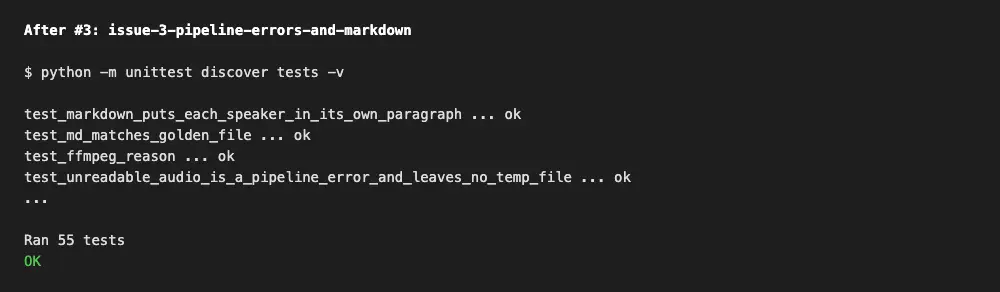 After #3: issue-3-pipeline-errors-and-markdown
$ python -m unittest discover tests -v
test_markdown_puts_each_speaker_in_its_own_paragraph ... ok
test_md_matches_golden_file ... ok
test_ffmpeg_reason ... ok
test_unreadable_audio_is_a_pipeline_error_and_leaves_no_temp_file ... ok
...
Ran 55 tests
OK